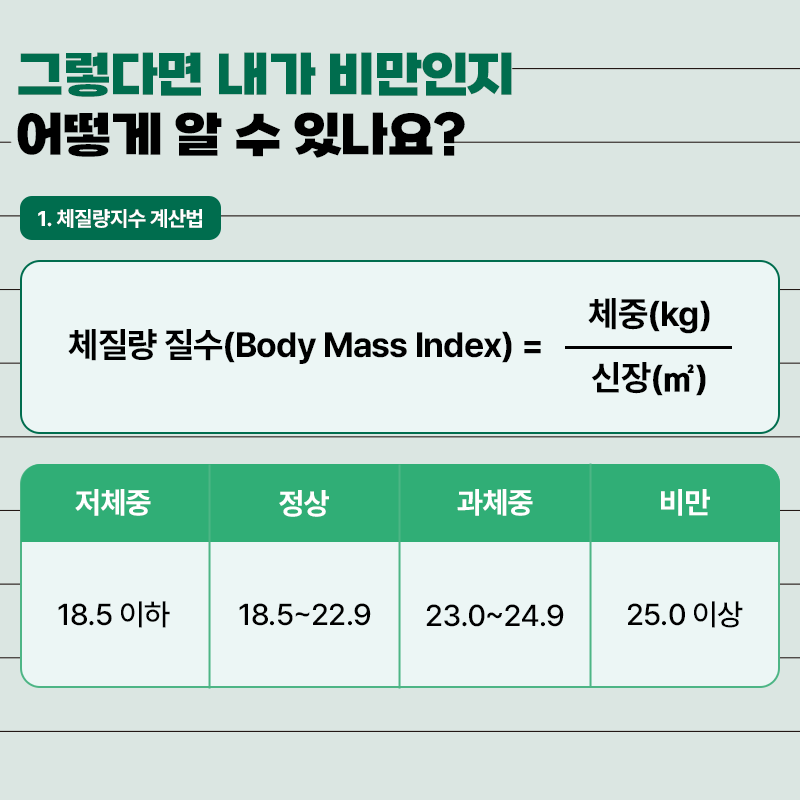 그렇다면 내가 비만인지
어떻게 알 수 있나요?
1. 체질량지수 계산법
체질량 질수(Body Mass Index) =
체중(kg)
신장(㎡)
저체중 정상 과체중 비만
18.5 이하 18.5~22.9 23.0~24.9 25.0 이상